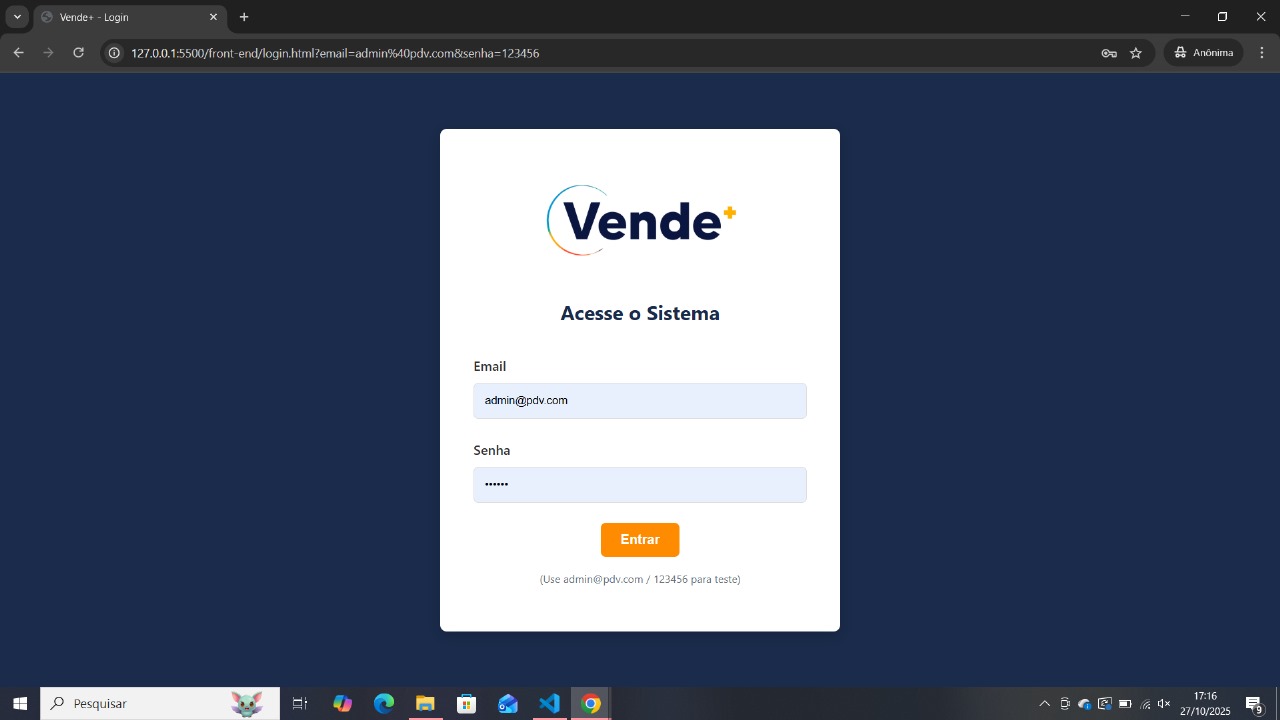 Vende+ - Login
127.0.0.1:5500/front-end/login.html?email=admin%40pdv.com&senha=123456
Anônima
Vende+
Acesse o Sistema
Email
admin@pdv.com
Senha
••••••
Entrar
(Use admin@pdv.com / 123456 para teste)
Pesquisar
17:16
27/10/2025
9